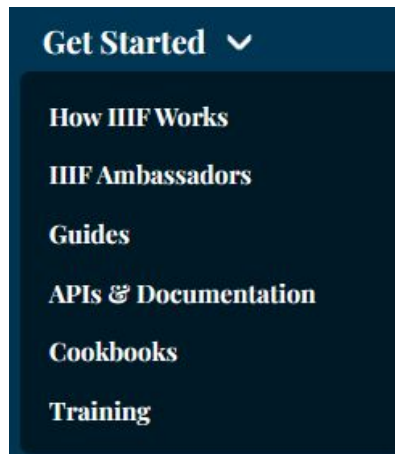 Get Started
How IIIF Works
IIIF Ambassadors
Guides
APIs & Documentation
Cookbooks
Training